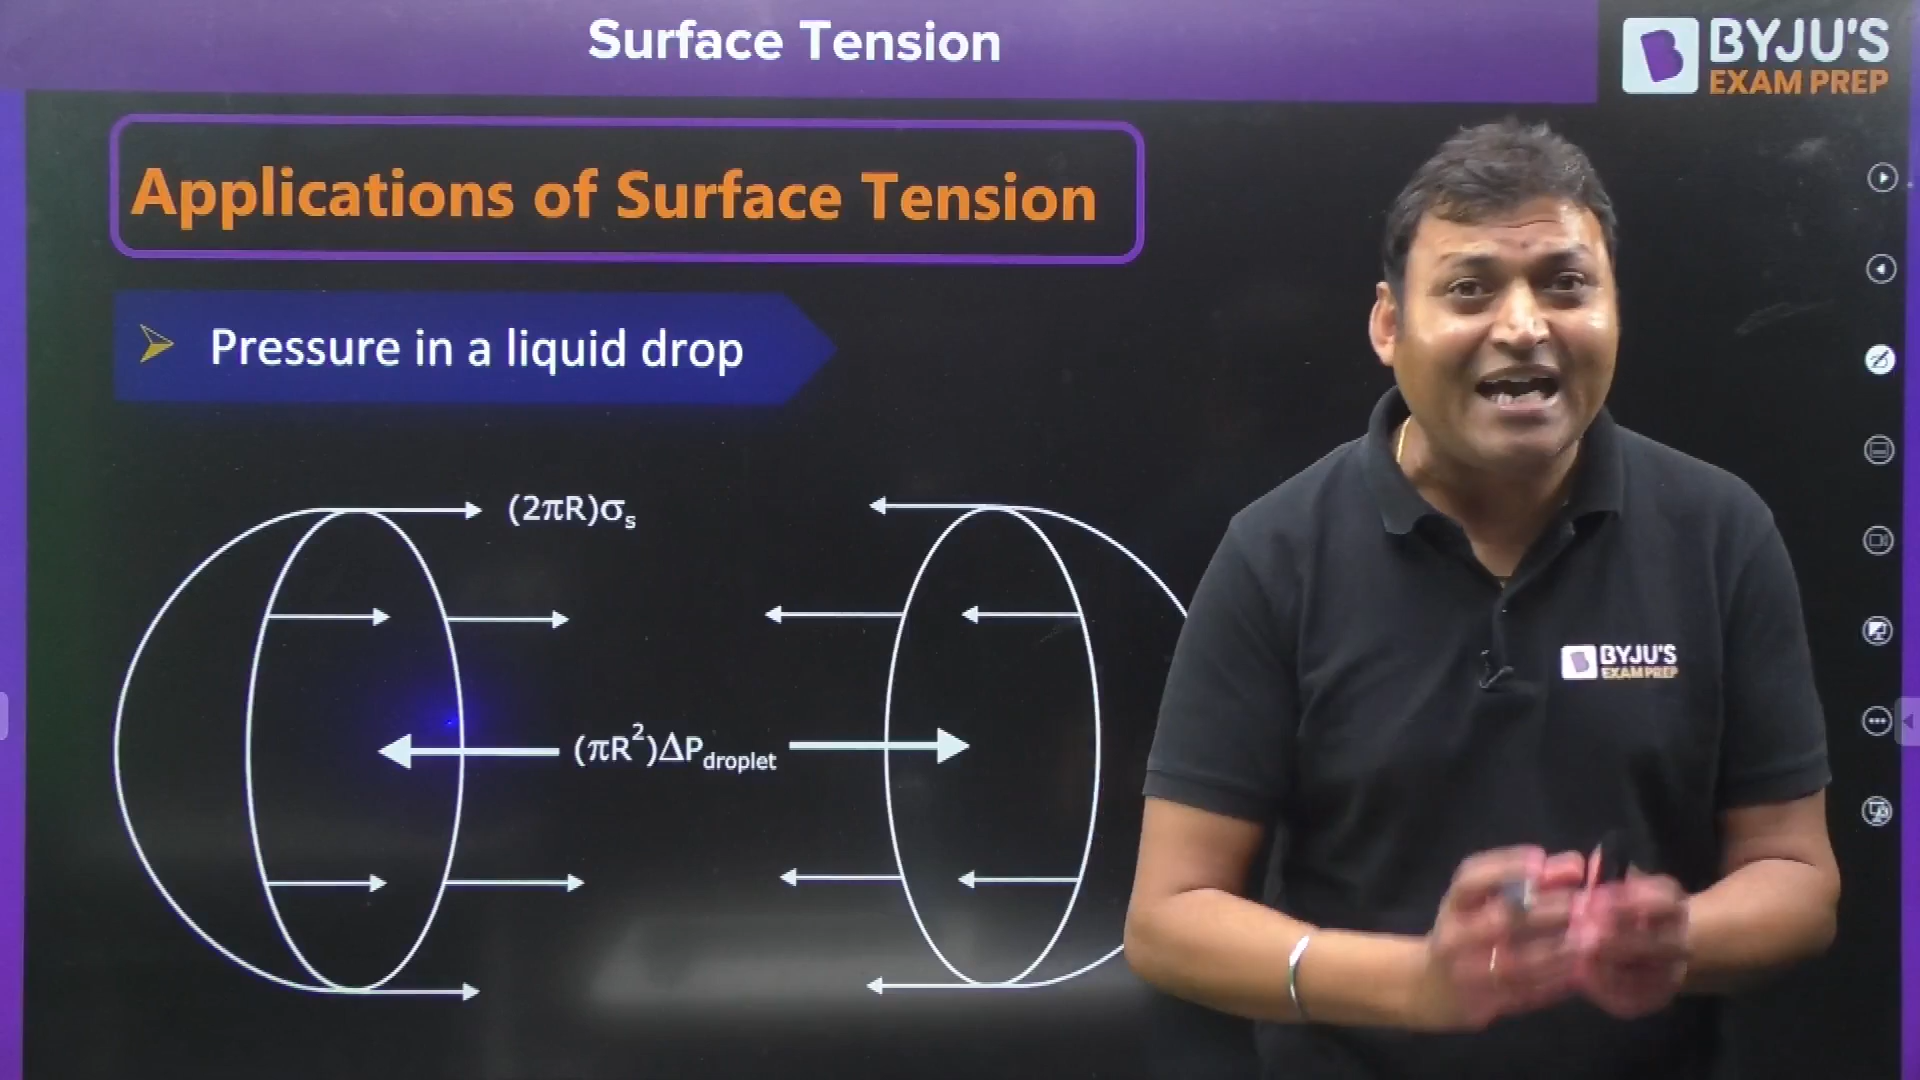 Surface Tension
BYJU'S
EXAM PREP
Applications of Surface Tension
Pressure in a liquid drop
(2πR)σₛ
(πR²)ΔP_droplet
BYJU'S
EXAM PREP